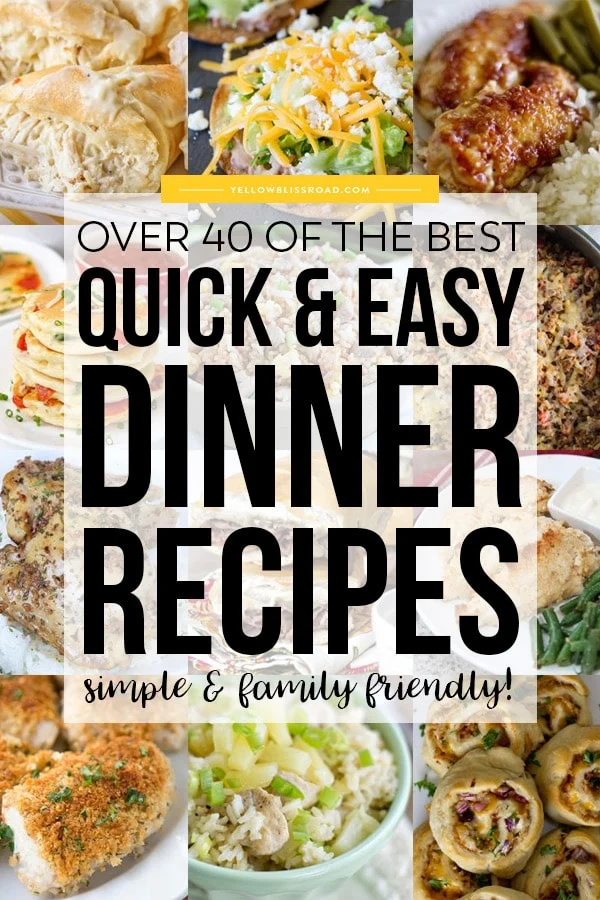 YELLOWBLISSROAD.COM
OVER 40 OF THE BEST
QUICK & EASY
DINNER
RECIPES
simple & family friendly!